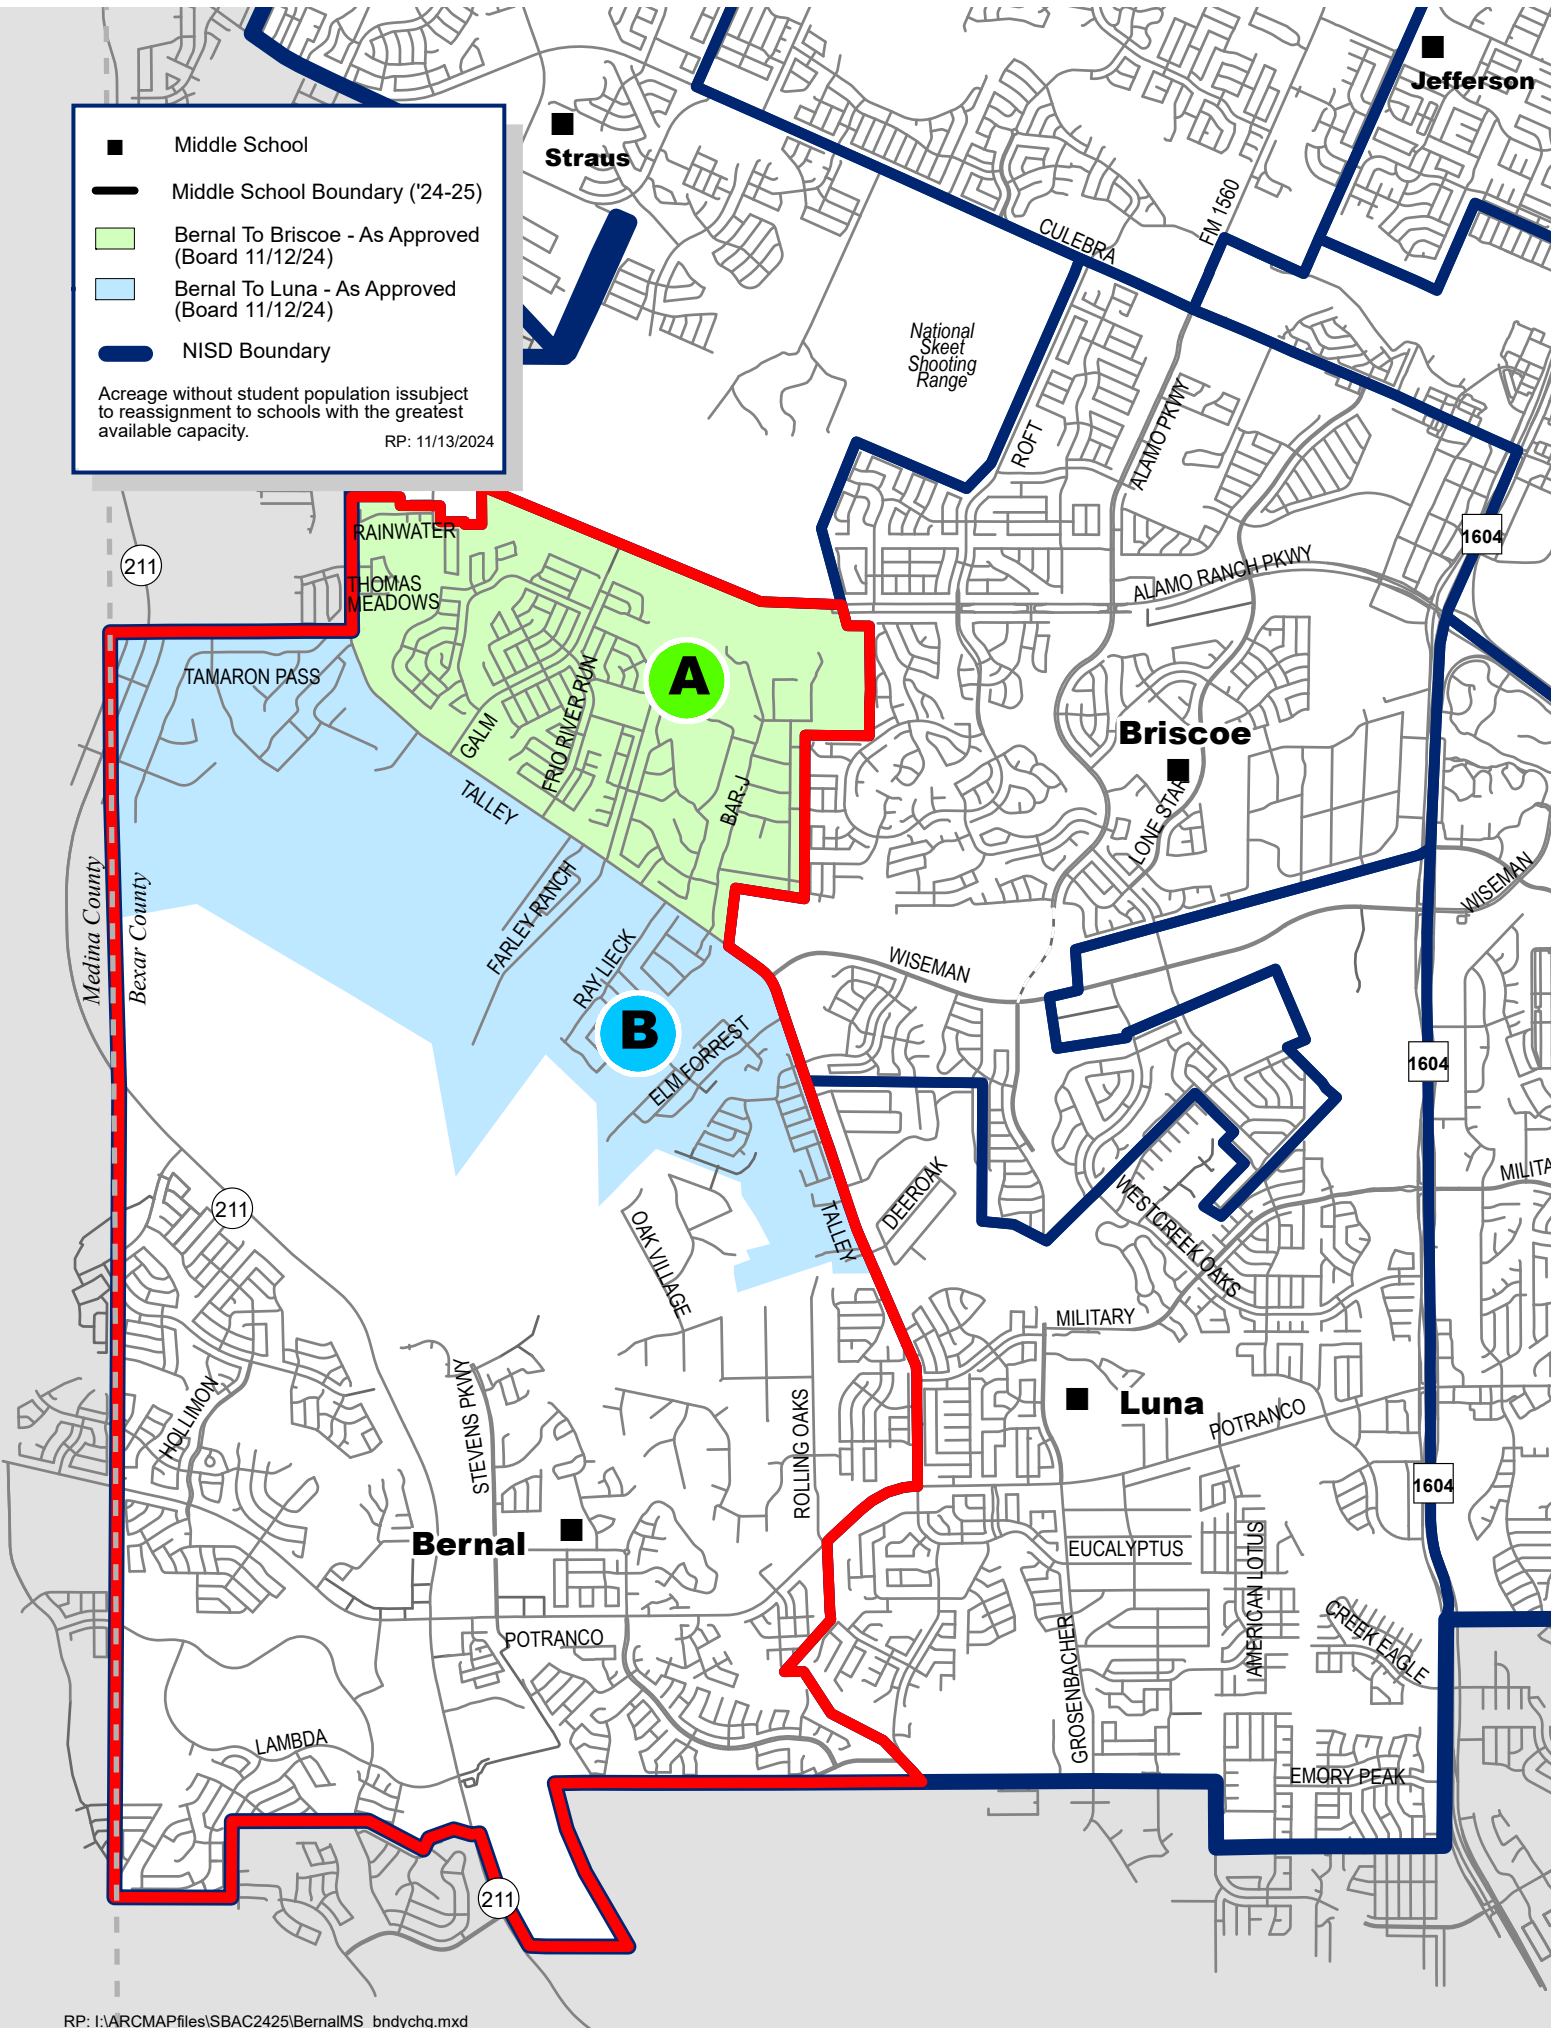 Jefferson
Straus
Middle School
Middle School Boundary ('24-25)
Bernal To Briscoe - As Approved
(Board 11/12/24)
Bernal To Luna - As Approved
(Board 11/12/24)
NISD Boundary
Acreage without student population issubject
to reassignment to schools with the greatest
available capacity.
RP: 11/13/2024
CULEBRA
FM 1560
National
Skeet
Shooting
Range
ROFT
ALAMO PKWY
1604
ALAMO RANCH PKWY
RAINWATER
211
THOMAS
MEADOWS
TAMARON PASS
A
GALM
FRIO RIVER RUN
BAR-J
TALLEY
Briscoe
LONE STAR
WISEMAN
Medina County
Bexar County
FARLEY RANCH
RAY LIECK
WISEMAN
B
ELM FORREST
1604
211
OAK VILLAGE
TALLEY
DEEROAK
WESTCREEK OAKS
MILITA
MILITARY
HOLLIMON
STEVENS PKWY
ROLLING OAKS
Luna
POTRANCO
1604
Bernal
EUCALYPTUS
AMERICAN LOTUS
CREEK EAGLE
POTRANCO
GROSENBACHER
LAMBDA
EMORY PEAK
211
RP: I:\ARCMAPfiles\SBAC2425\BernalMS_bndychg.mxd